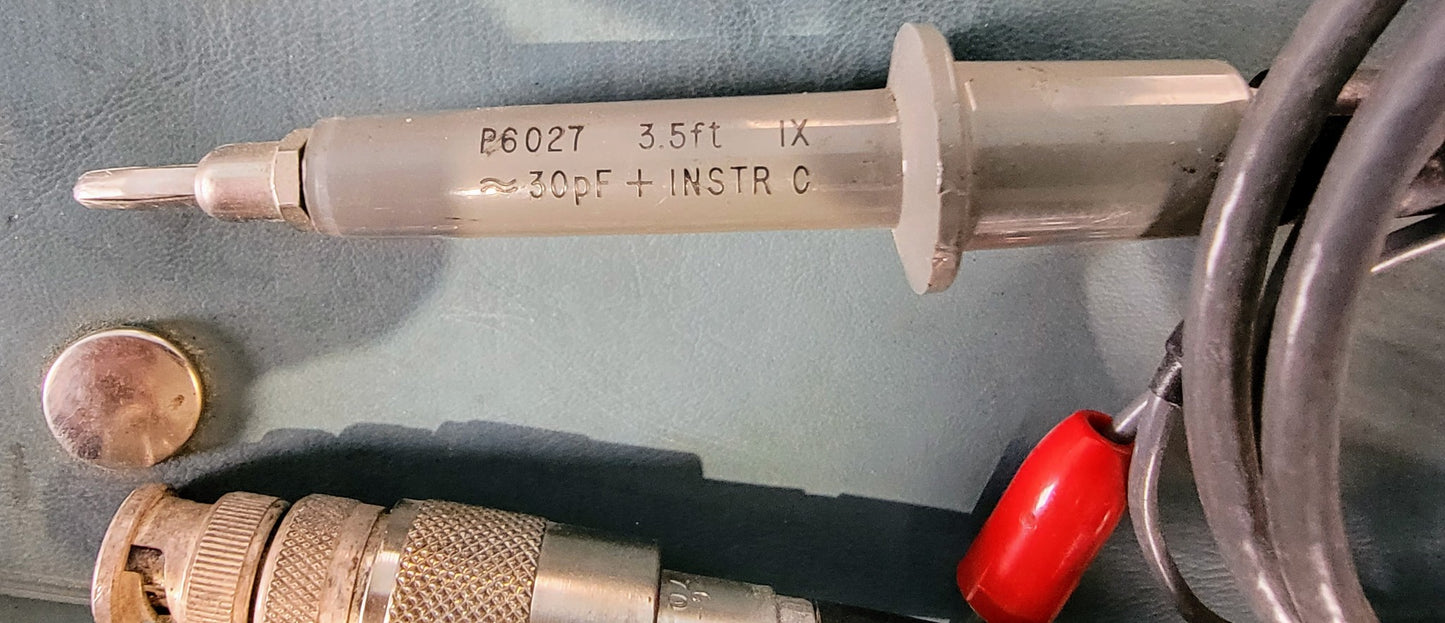 P6027 3.5ft 1X
≈30pF + INSTR C